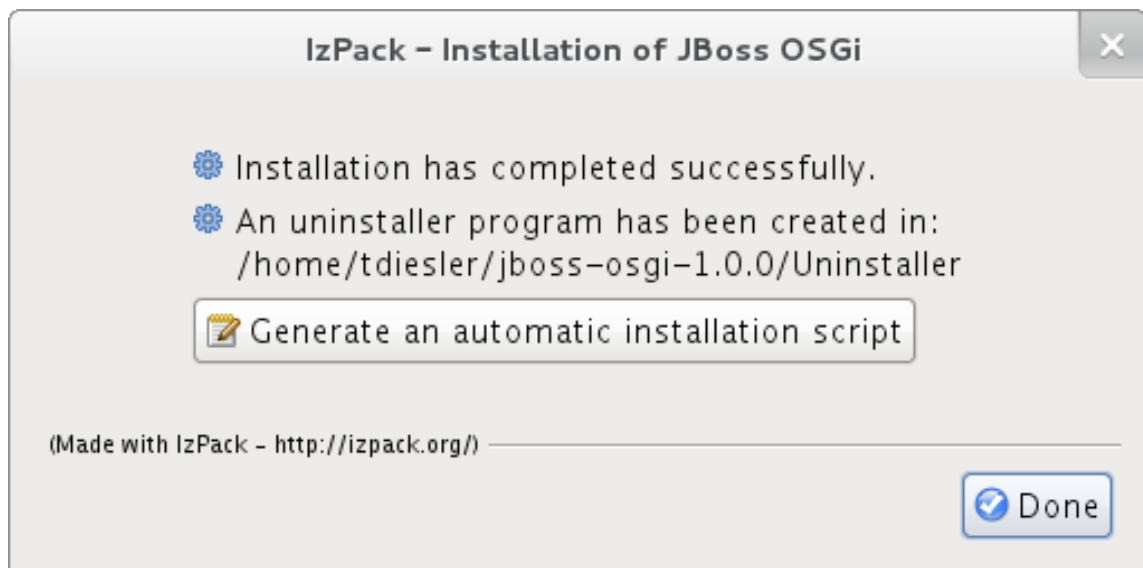 IzPack - Installation of JBoss OSGi
Installation has completed successfully.
An uninstaller program has been created in:
/home/tdiesler/jboss-osgi-1.0.0/Uninstaller
Generate an automatic installation script
(Made with IzPack - http://izpack.org/)
Done